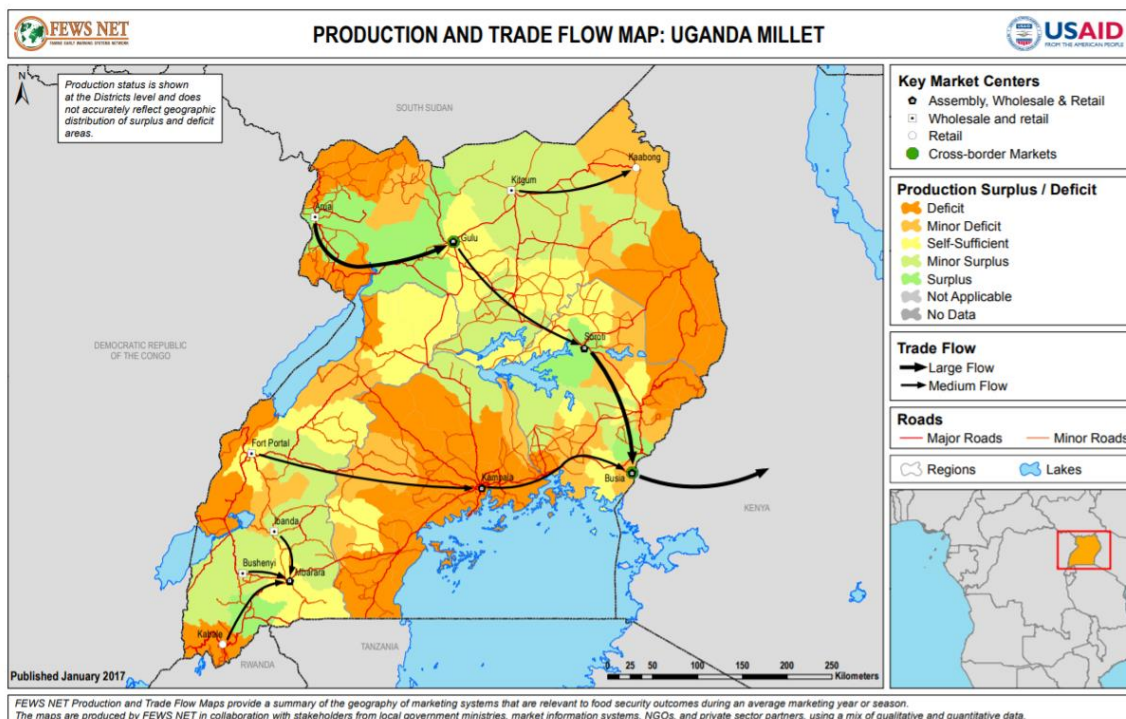 FEWS NET
FAMINE EARLY WARNING SYSTEMS NETWORK
PRODUCTION AND TRADE FLOW MAP: UGANDA MILLET
USAID
FROM THE AMERICAN PEOPLE
N
Production status is shown
at the Districts level and does
not accurately reflect geographic
distribution of surplus and deficit
areas.
SOUTH SUDAN
Kaabong
Kitgum
Arua
Gulu
DEMOCRATIC REPUBLIC
OF THE CONGO
Soroti
Fort Portal
Kampala
Busia
KENYA
Ibanda
Bushenyi
Mbarara
Kabale
TANZANIA
RWANDA
Published January 2017
0 25 50 100 150 200 250
Kilometers
Key Market Centers
Assembly, Wholesale & Retail
Wholesale and retail
Retail
Cross-border Markets
Production Surplus / Deficit
Deficit
Minor Deficit
Self-Sufficient
Minor Surplus
Surplus
Not Applicable
No Data
Trade Flow
Large Flow
Medium Flow
Roads
Major Roads
Minor Roads
Regions
Lakes
FEWS NET Production and Trade Flow Maps provide a summary of the geography of marketing systems that are relevant to food security outcomes during an average marketing year or season.
The maps are produced by FEWS NET in collaboration with stakeholders from local government ministries, market information systems, NGOs, and private sector partners, using a mix of qualitative and quantitative data.